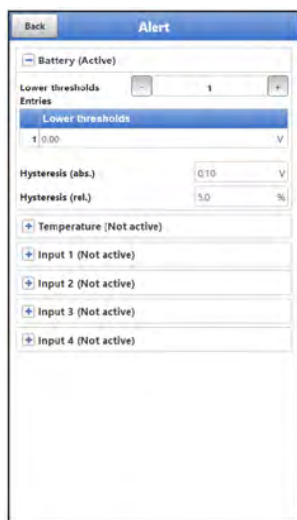 Back Alert
Battery (Active)
Lower thresholds - 1 +
Entries
Lower thresholds
1 0.00 V
Hysteresis (abs.) 0.10 V
Hysteresis (rel.) 5.0 %
+ Temperature (Not active)
+ Input 1 (Not active)
+ Input 2 (Not active)
+ Input 3 (Not active)
+ Input 4 (Not active)